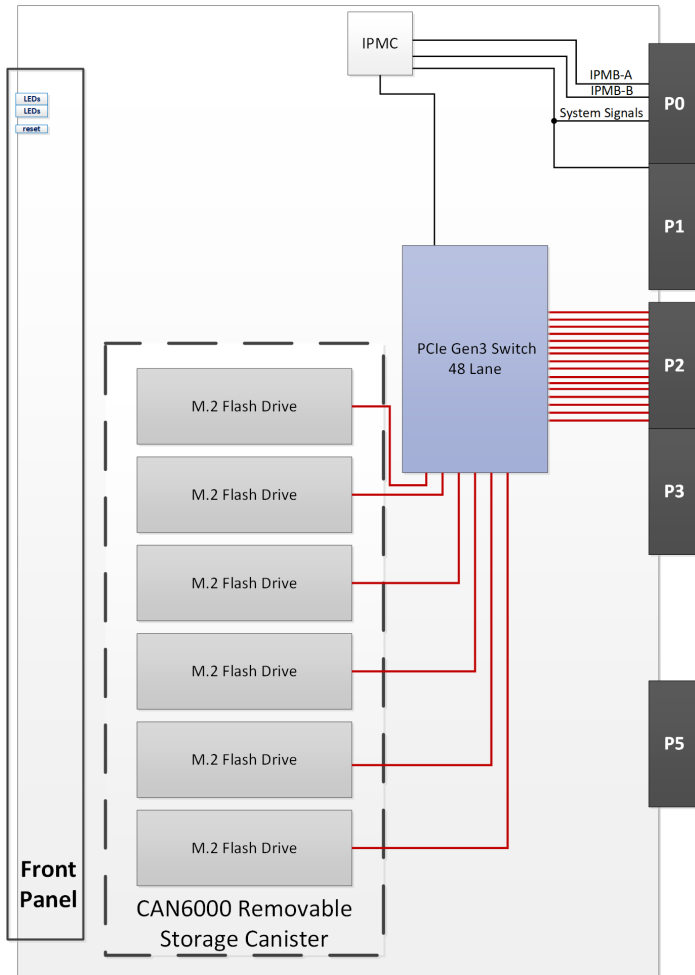 IPMC
IPMB-A
IPMB-B
System Signals
P0
P1
LEDs
LEDs
reset
PCIe Gen3 Switch
48 Lane
P2
P3
M.2 Flash Drive
M.2 Flash Drive
M.2 Flash Drive
M.2 Flash Drive
M.2 Flash Drive
M.2 Flash Drive
P5
Front
Panel
CAN6000 Removable
Storage Canister